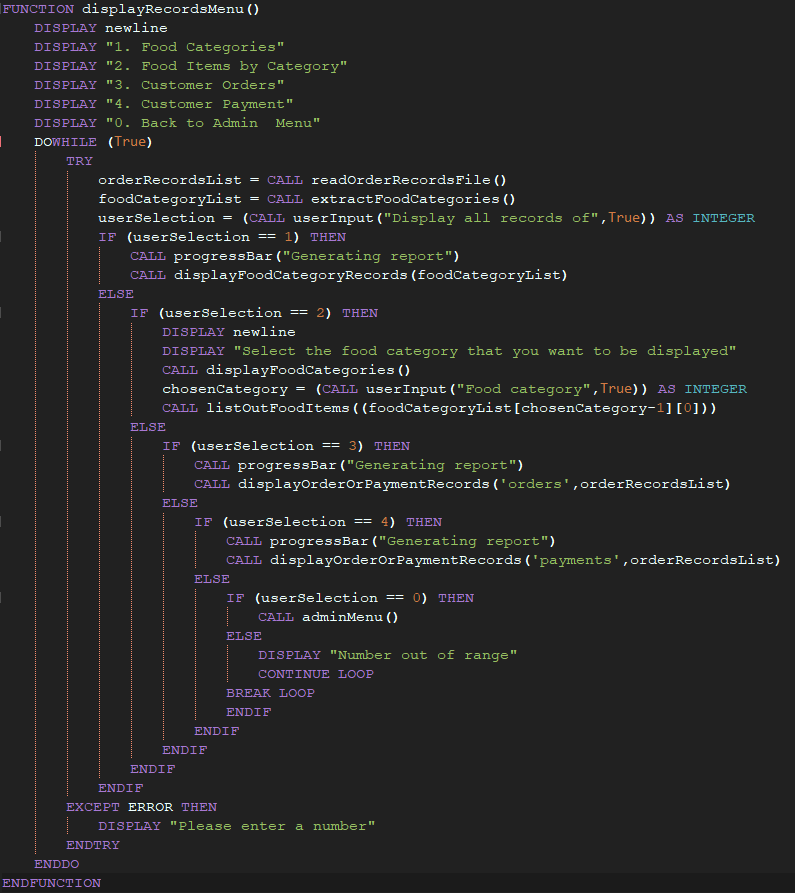 FUNCTION displayRecordsMenu()
    DISPLAY newline
    DISPLAY "1. Food Categories"
    DISPLAY "2. Food Items by Category"
    DISPLAY "3. Customer Orders"
    DISPLAY "4. Customer Payment"
    DISPLAY "0. Back to Admin  Menu"
    DOWHILE (True)
        TRY
            orderRecordsList = CALL readOrderRecordsFile()
            foodCategoryList = CALL extractFoodCategories()
            userSelection = (CALL userInput("Display all records of",True)) AS INTEGER
            IF (userSelection == 1) THEN
                CALL progressBar("Generating report")
                CALL displayFoodCategoryRecords(foodCategoryList)
            ELSE
                IF (userSelection == 2) THEN
                    DISPLAY newline
                    DISPLAY "Select the food category that you want to be displayed"
                    CALL displayFoodCategories()
                    chosenCategory = (CALL userInput("Food category",True)) AS INTEGER
                    CALL listOutFoodItems((foodCategoryList[chosenCategory-1][0]))
                ELSE
                    IF (userSelection == 3) THEN
                        CALL progressBar("Generating report")
                        CALL displayOrderOrPaymentRecords('orders',orderRecordsList)
                    ELSE
                        IF (userSelection == 4) THEN
                            CALL progressBar("Generating report")
                            CALL displayOrderOrPaymentRecords('payments',orderRecordsList)
                        ELSE
                            IF (userSelection == 0) THEN
                                CALL adminMenu()
                            ELSE
                                DISPLAY "Number out of range"
                                CONTINUE LOOP
                            BREAK LOOP
                            ENDIF
                        ENDIF
                    ENDIF
                ENDIF
            ENDIF
        EXCEPT ERROR THEN
            DISPLAY "Please enter a number"
        ENDTRY
    ENDDO
ENDFUNCTION